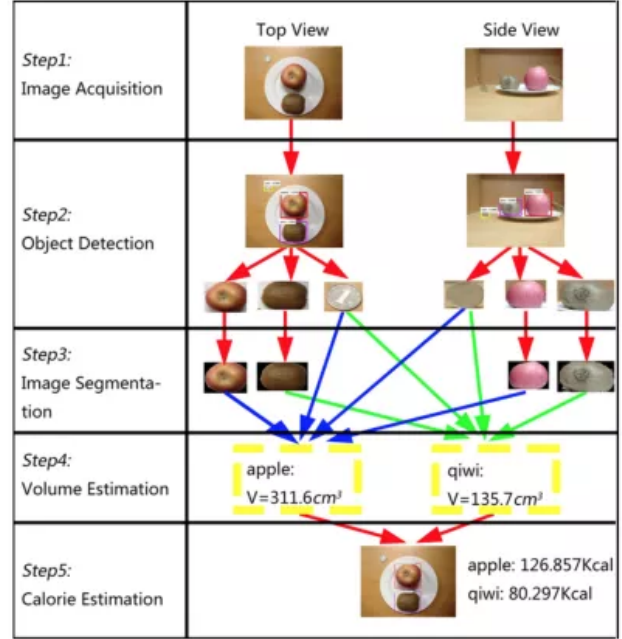 Top View
Side View
Step1:
Image Acquisition
Step2:
Object Detection
Step3:
Image Segmenta-
tion
Step4:
Volume Estimation
apple:
V=311.6cm³
qiwi:
V=135.7cm³
Step5:
Calorie Estimation
apple: 126.857Kcal
qiwi: 80.297Kcal